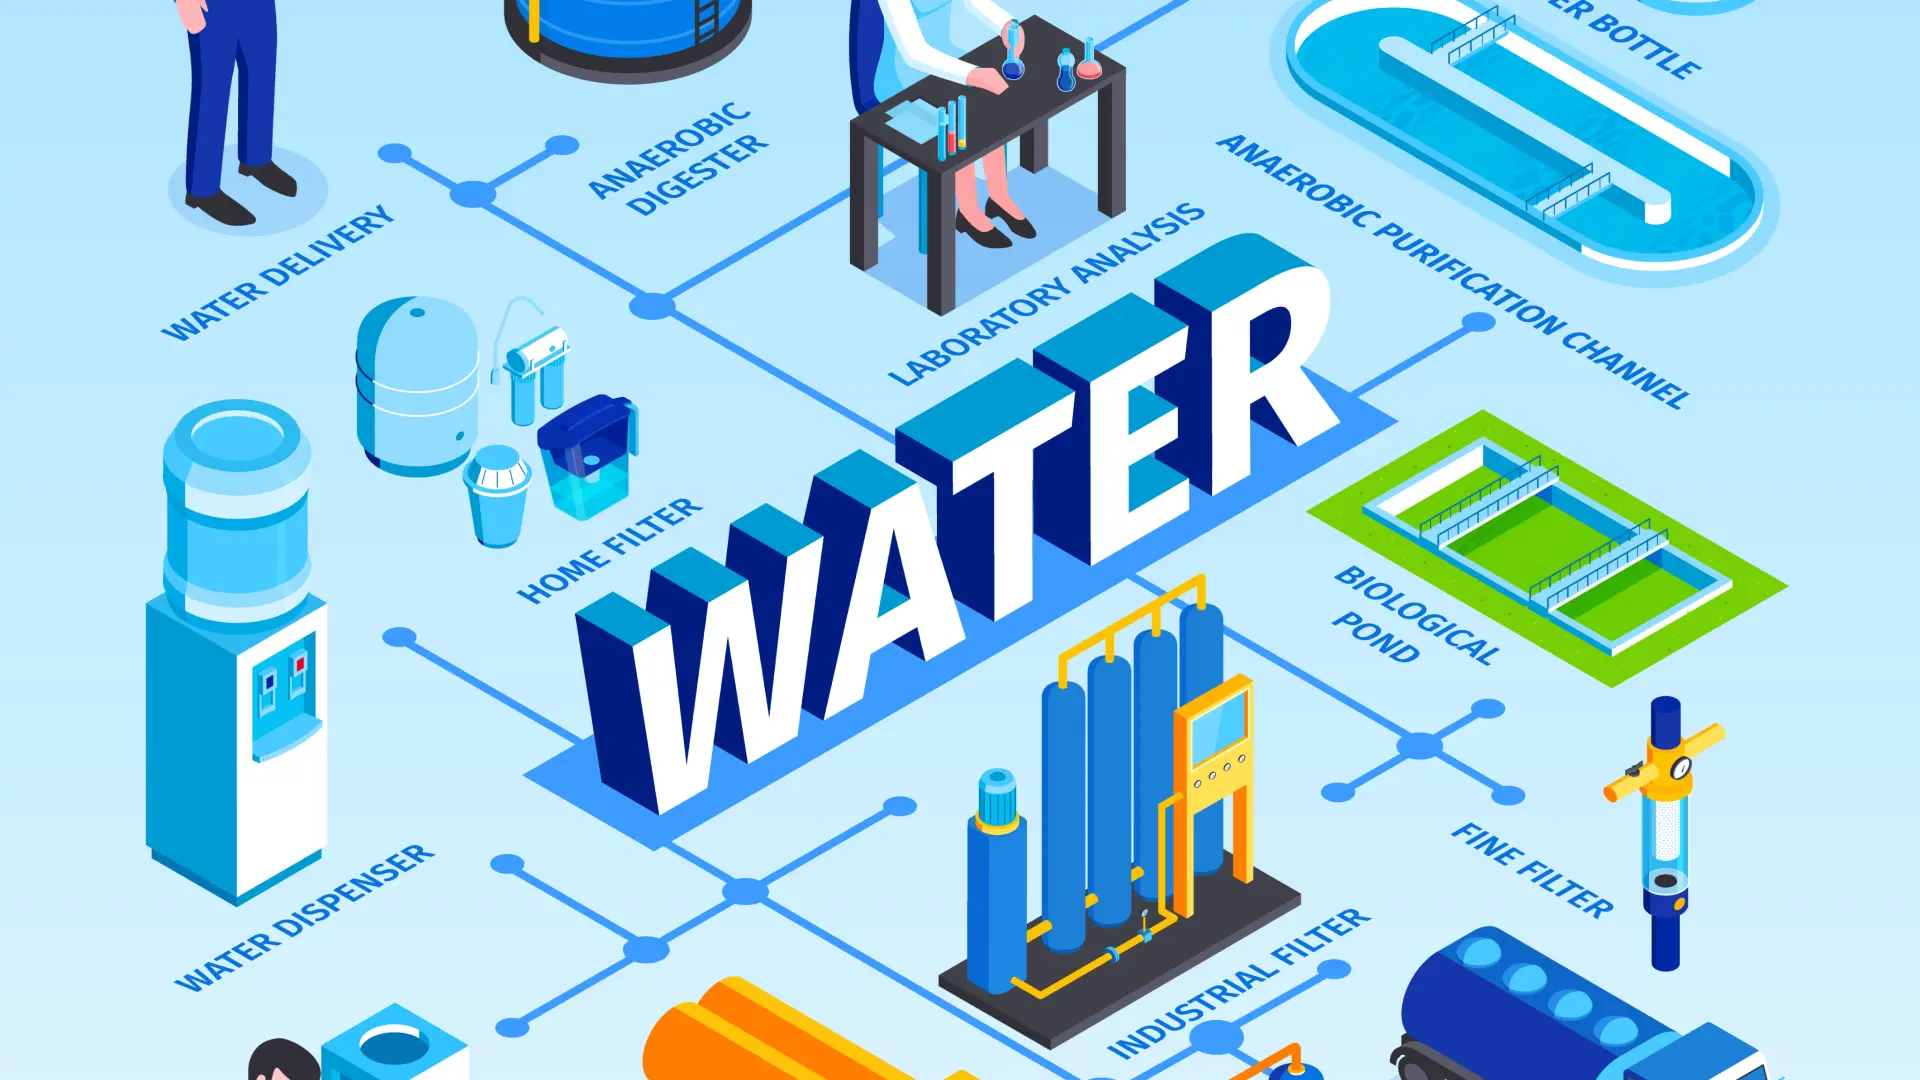 ER BOTTLE
ANAEROBIC
DIGESTER
WATER DELIVERY
LABORATORY ANALYSIS
ANAEROBIC PURIFICATION CHANNEL
WATER
HOME FILTER
BIOLOGICAL
POND
WATER DISPENSER
FINE FILTER
INDUSTRIAL FILTER